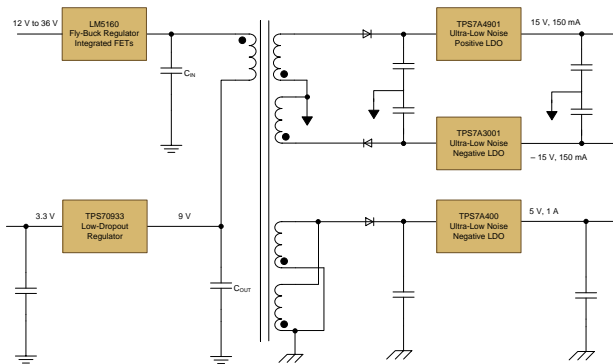 12 V to 36 V
LM5160
Fly-Buck Regulator
Integrated FETs
CIN
TPS7A4901
Ultra-Low Noise
Positive LDO
15 V, 150 mA
TPS7A3001
Ultra-Low Noise
Negative LDO
– 15 V, 150 mA
3.3 V
TPS70933
Low-Dropout
Regulator
9 V
COUT
TPS7A400
Ultra-Low Noise
Negative LDO
5 V, 1 A